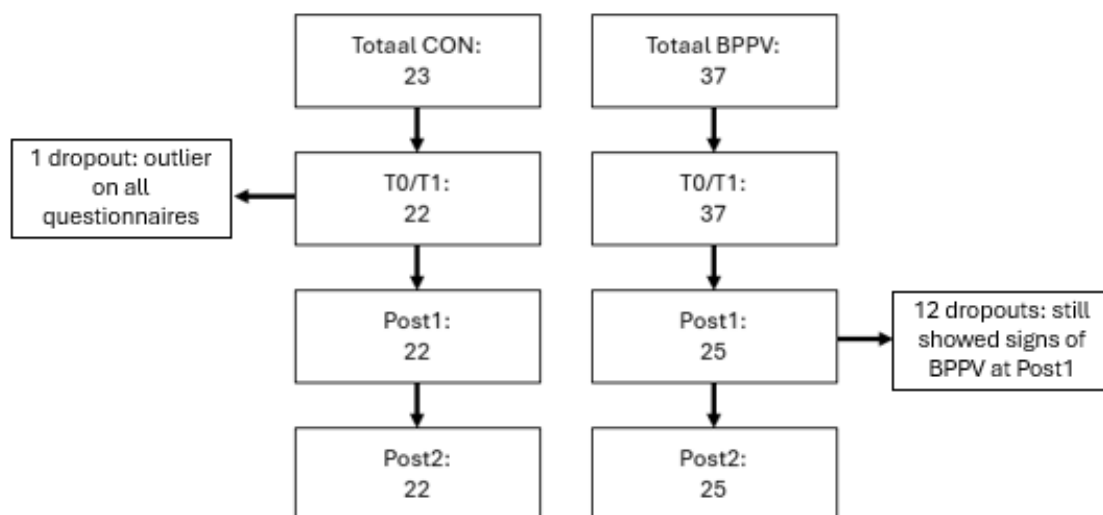 Totaal CON:
23
Totaal BPPV:
37
1 dropout: outlier
on all
questionnaires
T0/T1:
22
T0/T1:
37
Post1:
22
Post1:
25
12 dropouts: still
showed signs of
BPPV at Post1
Post2:
22
Post2:
25